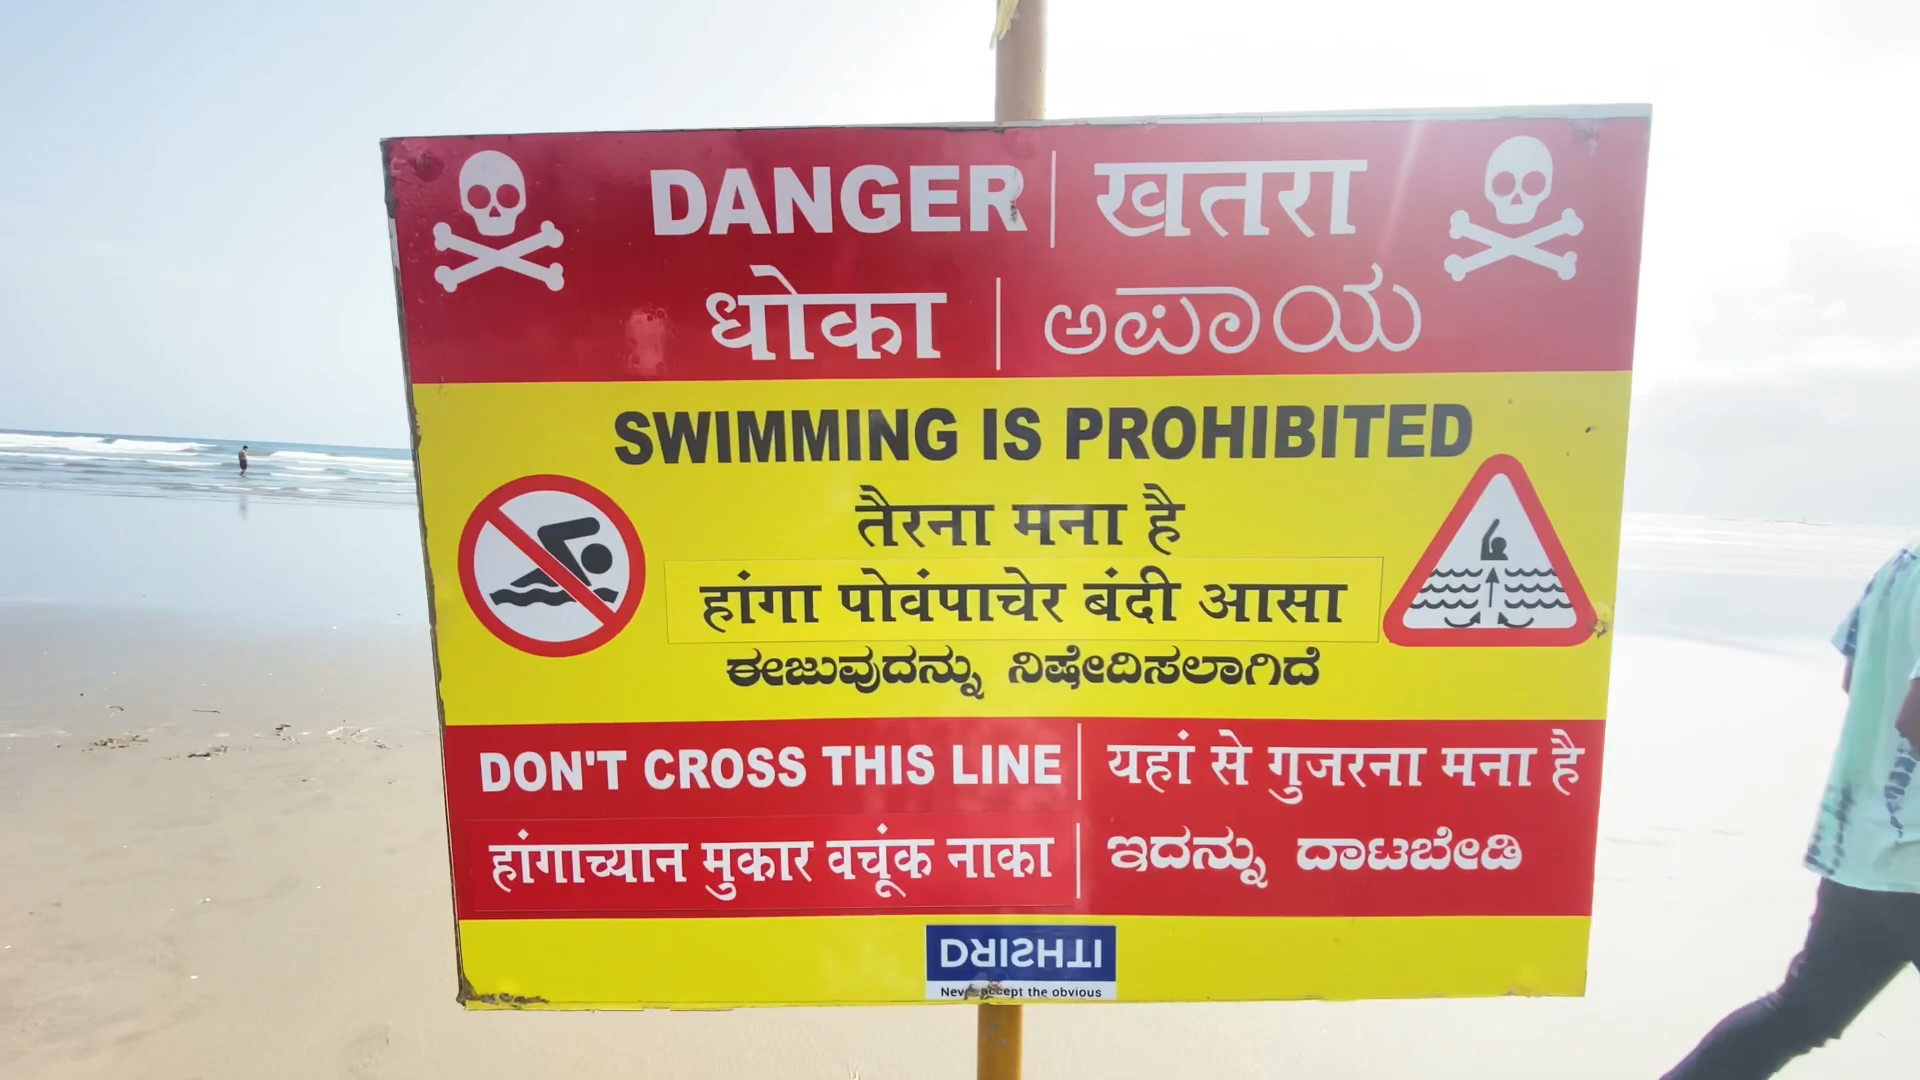 DANGER | खतरा
धोका | ಅಪಾಯ
SWIMMING IS PROHIBITED
तैरना मना है
हांगा पोवंपाचेर बंदी आसा
ಈಜುವುದನ್ನು ನಿಷೇದಿಸಲಾಗಿದೆ
DON'T CROSS THIS LINE | यहां से गुजरना मना है
हांगाच्यान मुकार वचूंक नाका | ಇದನ್ನು ದಾಟಬೇಡಿ
DRISHTI
Never accept the obvious